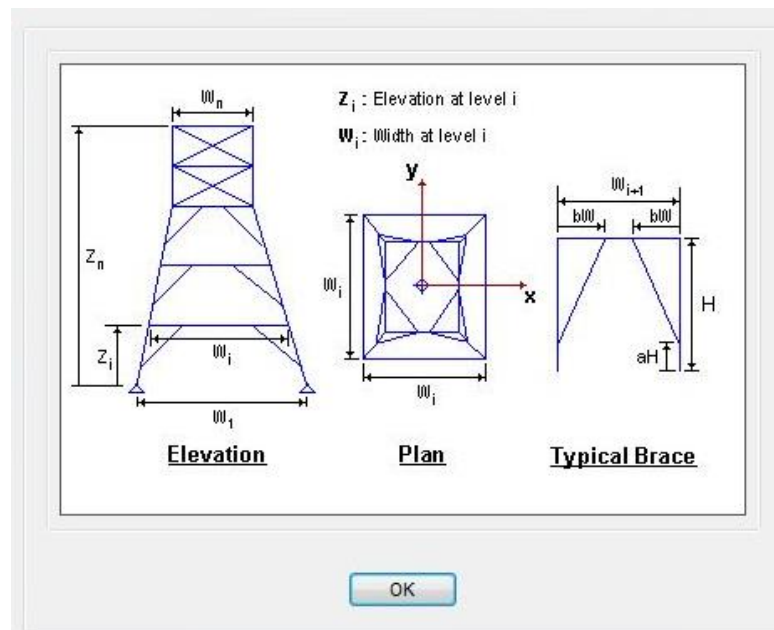 Wn
Zi : Elevation at level i
Wi : Width at level i
y
Wi+1
bW
bW
Zn
Wi
x
H
Zi
Wi
aH
Wi
W1
Elevation
Plan
Typical Brace
OK